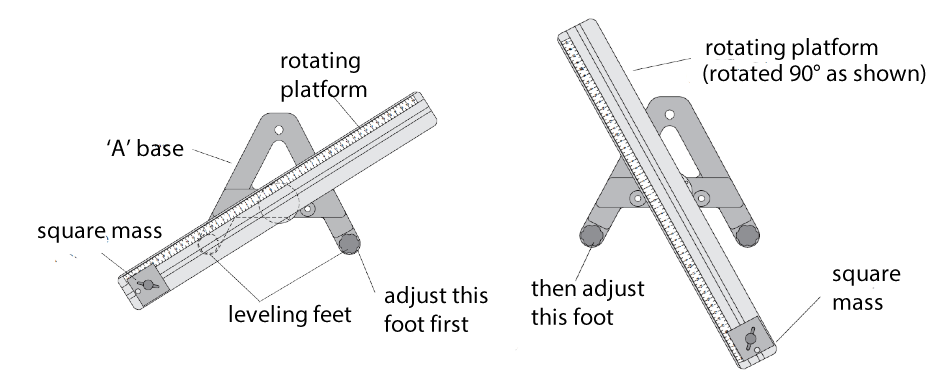 rotating
platform
'A' base
square mass
leveling feet
adjust this
foot first
rotating platform
(rotated 90° as shown)
then adjust
this foot
square
mass